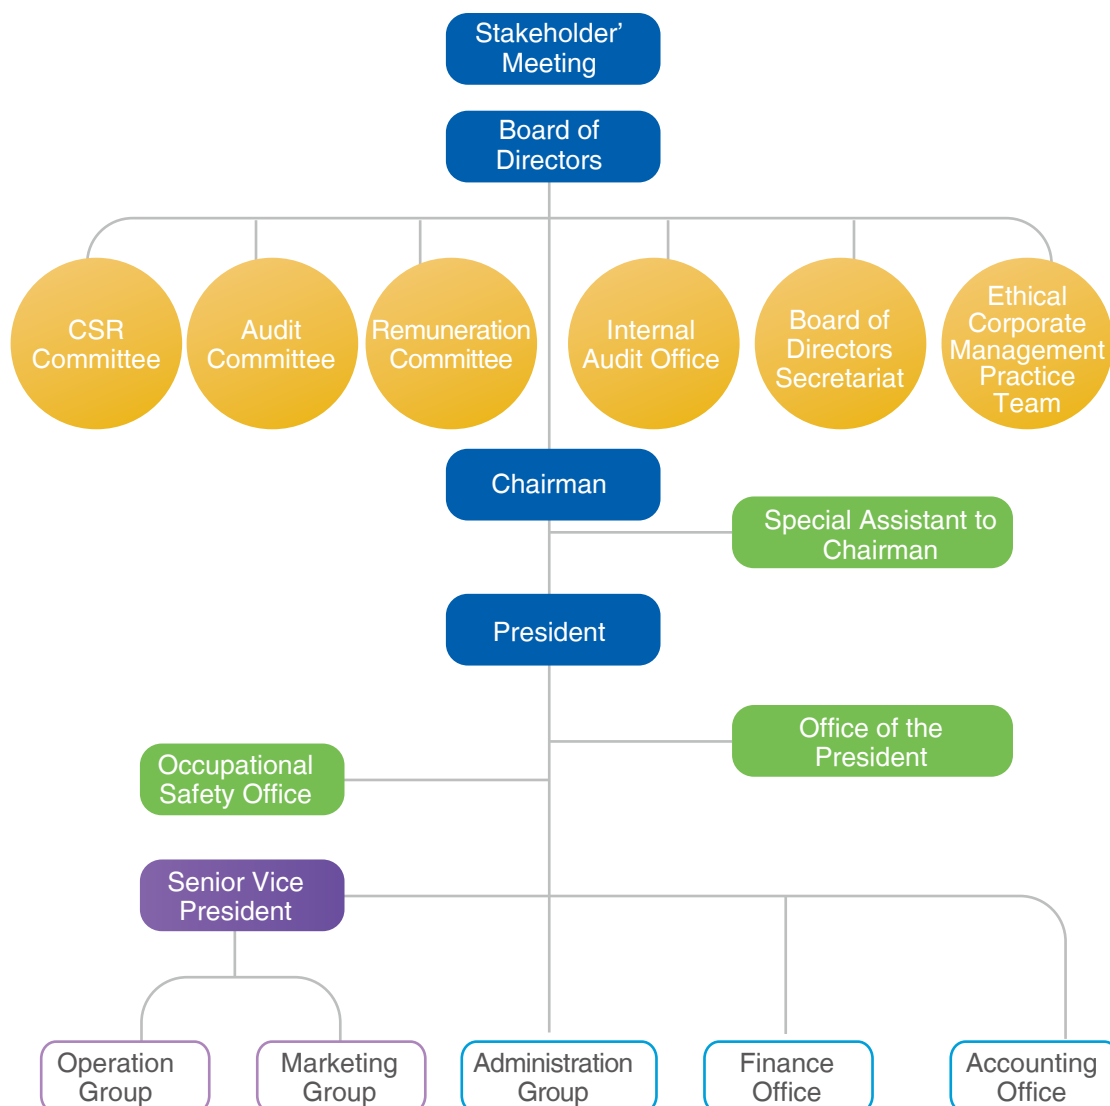 Stakeholder’
Meeting
Board of
Directors
CSR
Committee
Audit
Committee
Remuneration
Committee
Internal
Audit Office
Board of
Directors
Secretariat
Ethical
Corporate
Management
Practice
Team
Chairman
Special Assistant to
Chairman
President
Office of the
President
Occupational
Safety Office
Senior Vice
President
Operation
Group
Marketing
Group
Administration
Group
Finance
Office
Accounting
Office